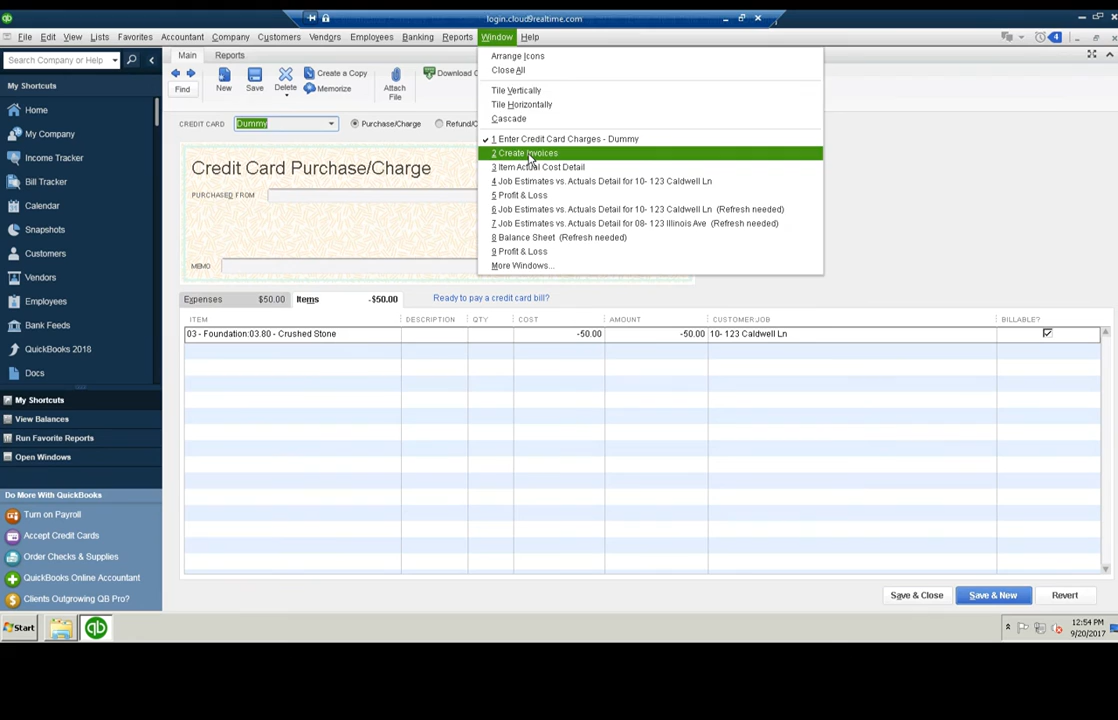 login.cloud9realtime.com
File Edit View Lists Favorites Accountant Company Customers Vendors Employees Banking Reports Window Help
4
Search Company or Help
Main Reports
Find
New
Save
Delete
Create a Copy
Memorize
Attach
File
Download C
My Shortcuts
Home
My Company
Income Tracker
Bill Tracker
Calendar
Snapshots
Customers
Vendors
Employees
Bank Feeds
QuickBooks 2018
Docs
My Shortcuts
View Balances
Run Favorite Reports
Open Windows
Do More With QuickBooks
Turn on Payroll
Accept Credit Cards
Order Checks & Supplies
QuickBooks Online Accountant
Clients Outgrowing QB Pro?
CREDIT CARD Dummy Purchase/Charge Refund/C
Credit Card Purchase/Charge
PURCHASED FROM
MEMO
Arrange Icons
Close All
Tile Vertically
Tile Horizontally
Cascade
1 Enter Credit Card Charges - Dummy
2 Create Invoices
3 Item Actual Cost Detail
4 Job Estimates vs. Actuals Detail for 10- 123 Caldwell Ln
5 Profit & Loss
6 Job Estimates vs. Actuals Detail for 10- 123 Caldwell Ln (Refresh needed)
7 Job Estimates vs. Actuals Detail for 08- 123 Illinois Ave (Refresh needed)
8 Balance Sheet (Refresh needed)
9 Profit & Loss
More Windows...
Expenses $50.00 Items -$50.00 Ready to pay a credit card bill?
ITEM DESCRIPTION QTY COST AMOUNT CUSTOMER:JOB BILLABLE?
03 - Foundation:03.80 - Crushed Stone -50.00 -50.00 10- 123 Caldwell Ln
Save & Close Save & New Revert
Start
qb
12:54 PM
9/20/2017